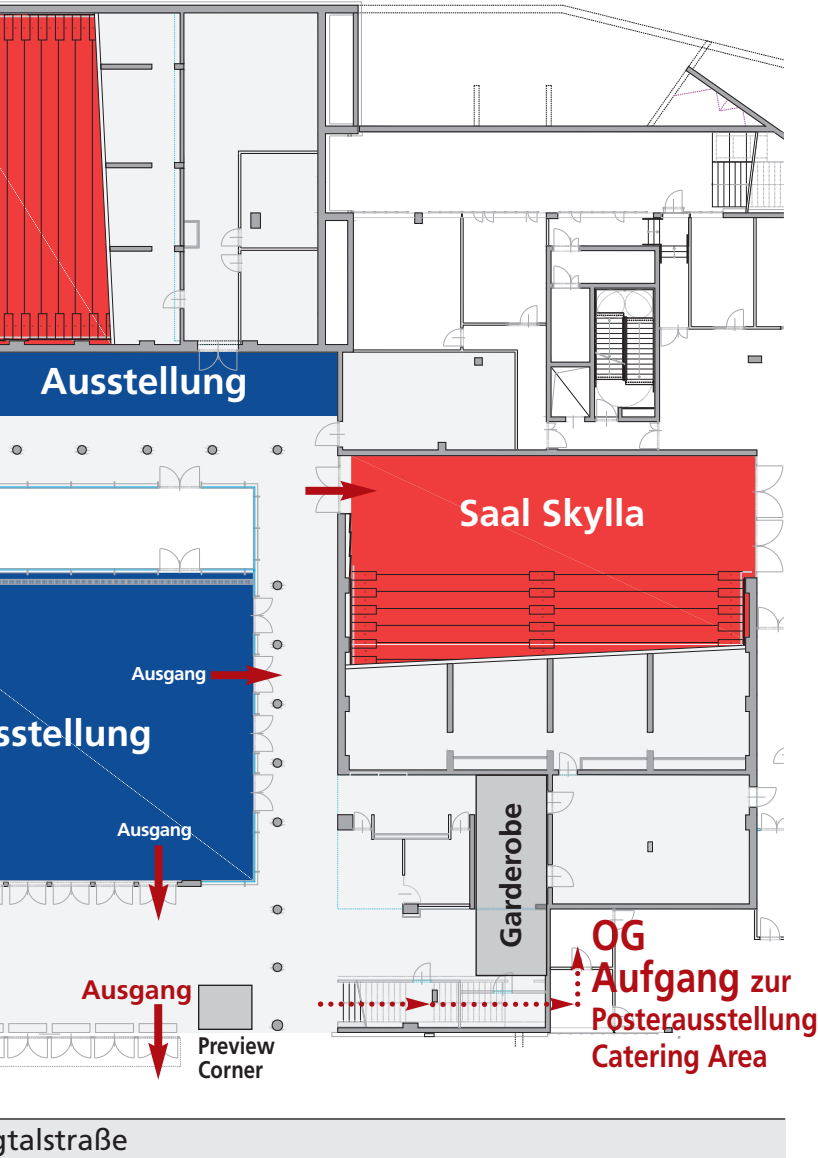 Ausstellung
Saal Skylla
Ausgang
sstellung
Ausgang
Garderobe
OG
Aufgang zur
Posterausstellung
Catering Area
Ausgang
Preview
Corner
gtalstraße